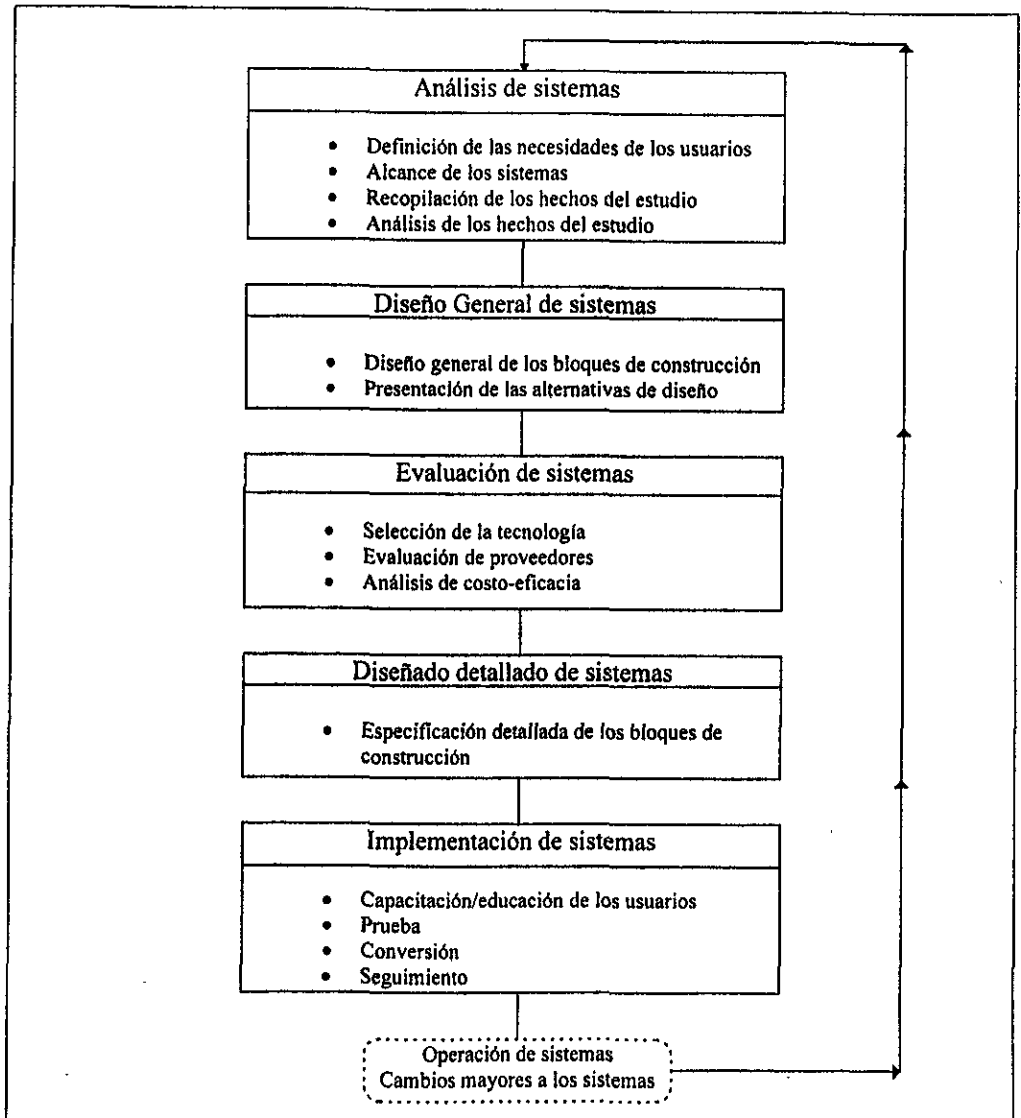 Análisis de sistemas
• Definición de las necesidades de los usuarios
• Alcance de los sistemas
• Recopilación de los hechos del estudio
• Análisis de los hechos del estudio
Diseño General de sistemas
• Diseño general de los bloques de construcción
• Presentación de las alternativas de diseño
Evaluación de sistemas
• Selección de la tecnología
• Evaluación de proveedores
• Análisis de costo-eficacia
Diseñado detallado de sistemas
• Especificación detallada de los bloques de
construcción
Implementación de sistemas
• Capacitación/educación de los usuarios
• Prueba
• Conversión
• Seguimiento
Operación de sistemas
Cambios mayores a los sistemas